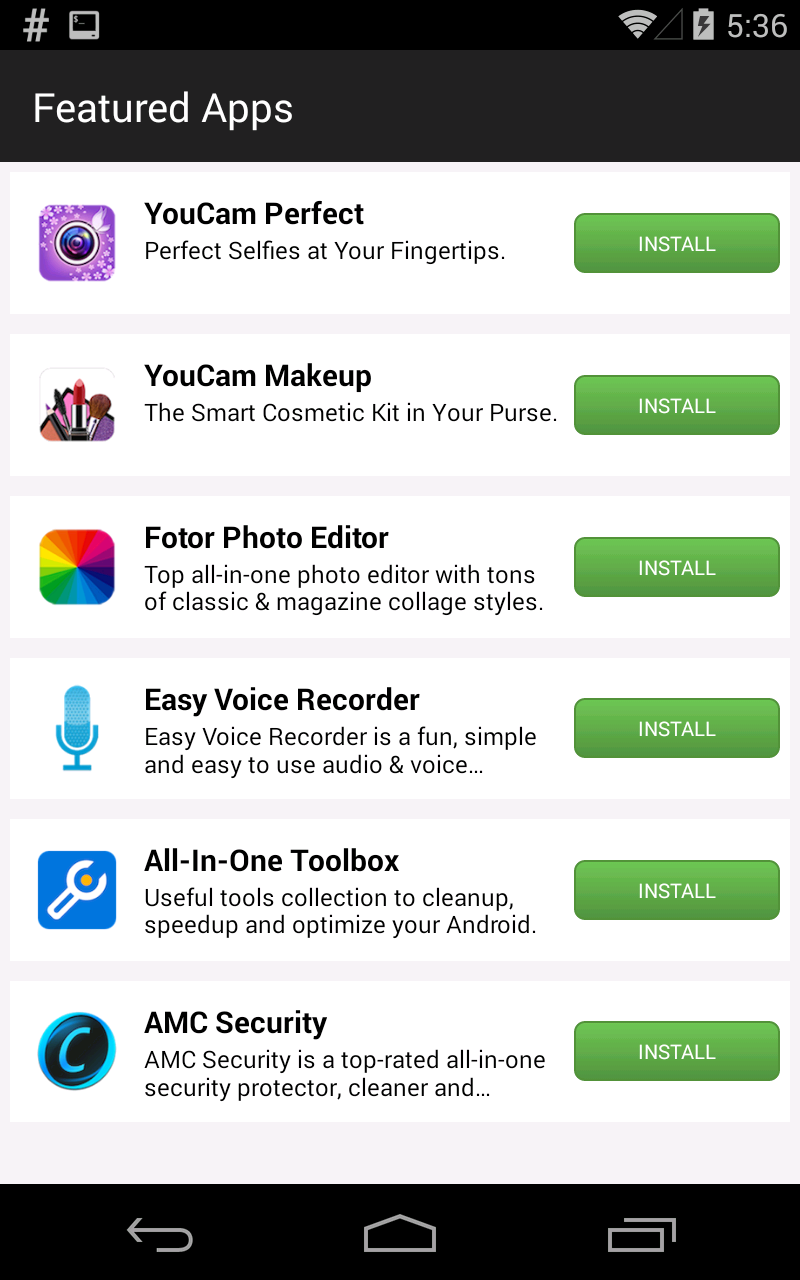 # 5:36
Featured Apps
YouCam Perfect
Perfect Selfies at Your Fingertips.
INSTALL
YouCam Makeup
The Smart Cosmetic Kit in Your Purse.
INSTALL
Fotor Photo Editor
Top all-in-one photo editor with tons
of classic & magazine collage styles.
INSTALL
Easy Voice Recorder
Easy Voice Recorder is a fun, simple
and easy to use audio & voice…
INSTALL
All-In-One Toolbox
Useful tools collection to cleanup,
speedup and optimize your Android.
INSTALL
C
AMC Security
AMC Security is a top-rated all-in-one
security protector, cleaner and…
INSTALL